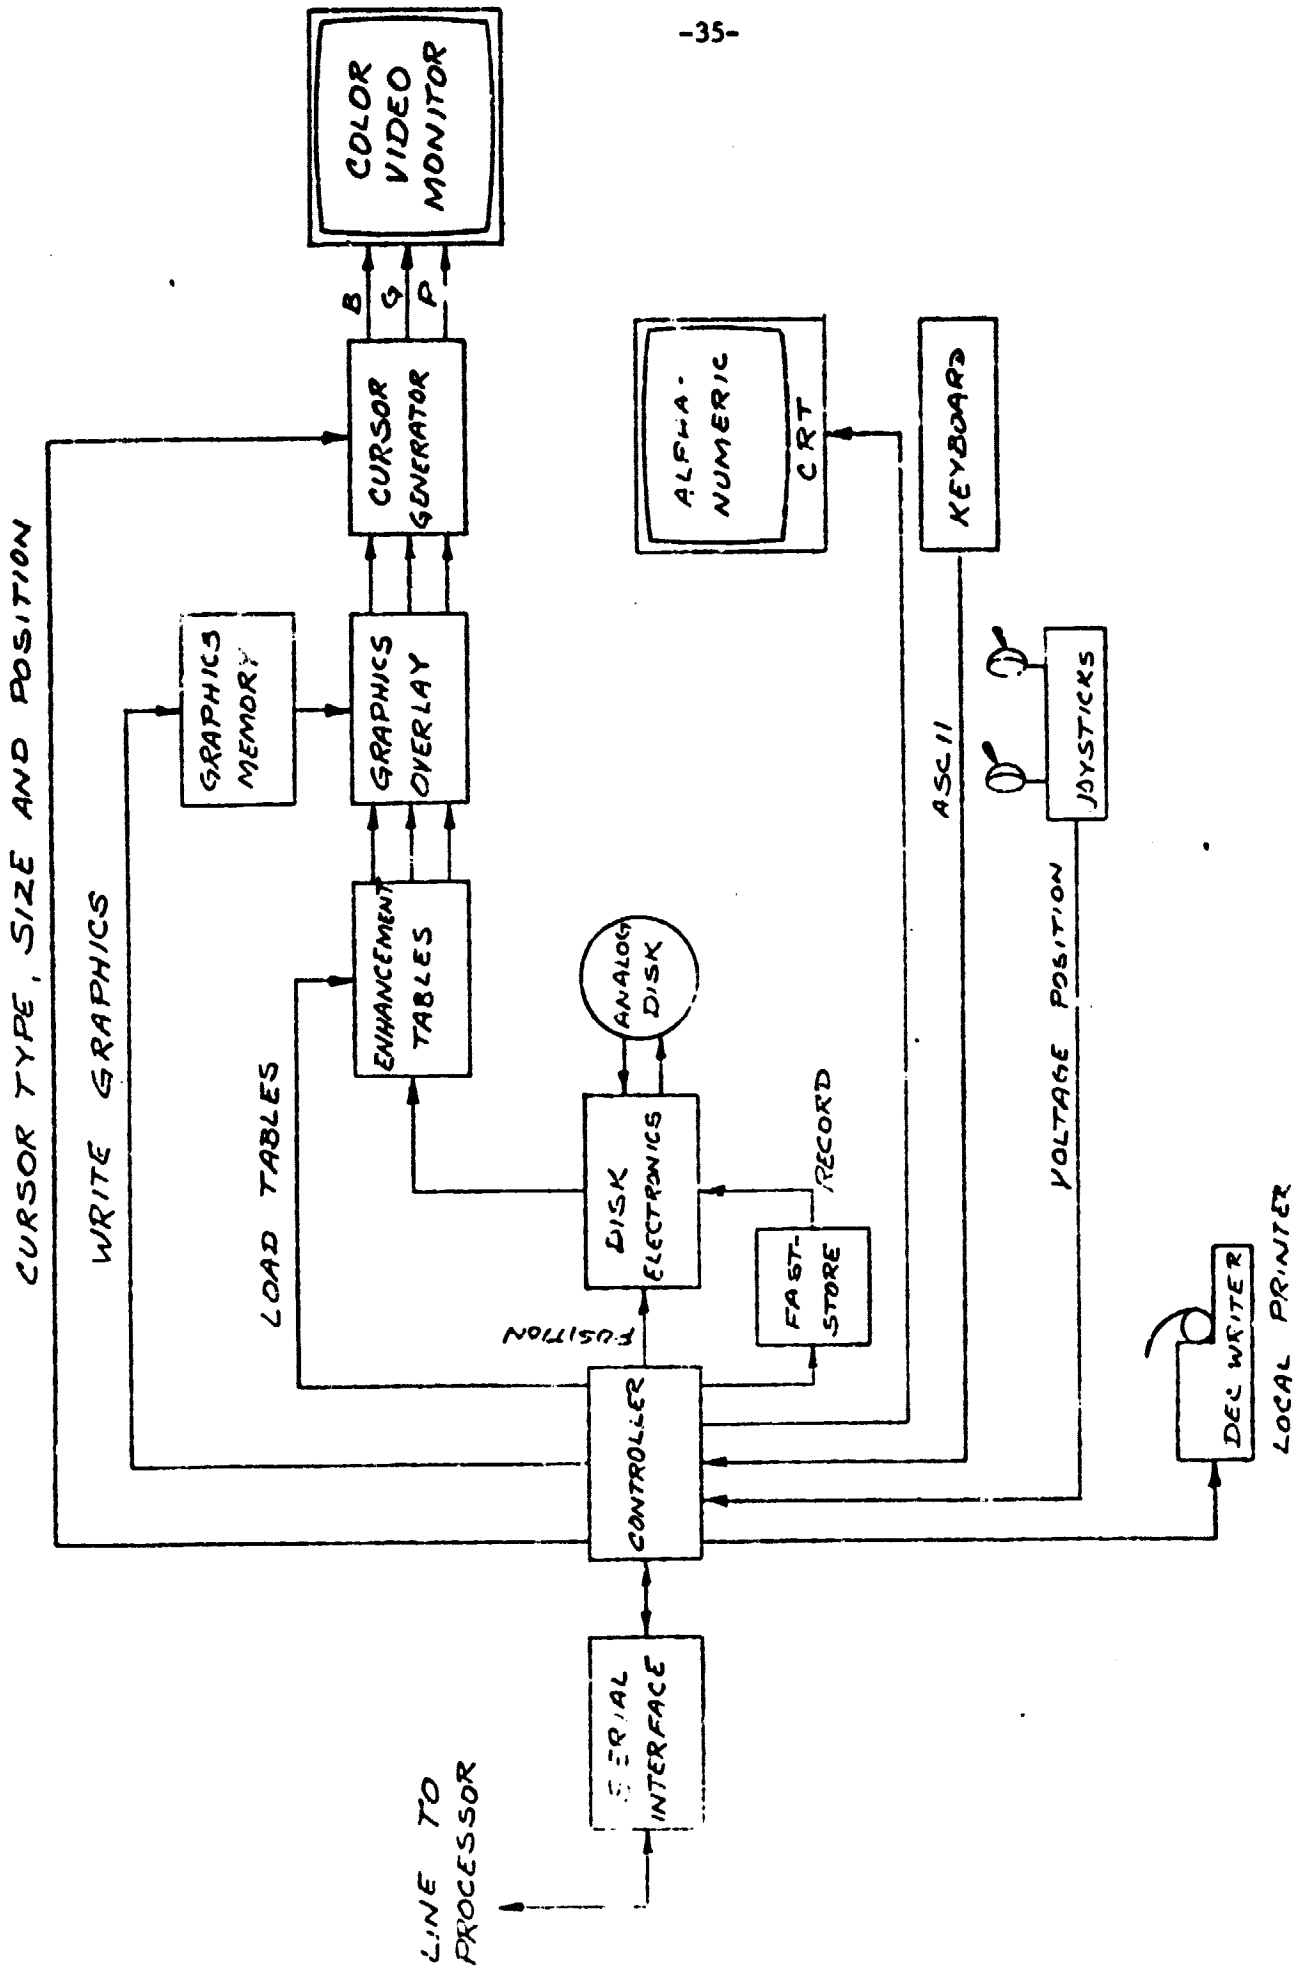 -35-
CURSOR TYPE, SIZE AND POSITION
WRITE GRAPHICS
LOAD TABLES
GRAPHICS
MEMORY
ENHANCEMENT
TABLES
GRAPHICS
OVERLAY
CURSOR
GENERATOR
B
G
COLOR
VIDEO
MONITOR
LINE TO
PROCESSOR
SERIAL
INTERFACE
CONTROLLER
POSITION
DISK
ELECTRONICS
ANALOG
DISK
FAST-
STORE
RECORD
ALPHA-
NUMERIC
CRT
KEYBOARD
ASCII
JOYSTICKS
VOLTAGE POSITION
DEC WRITER
LOCAL PRINTER